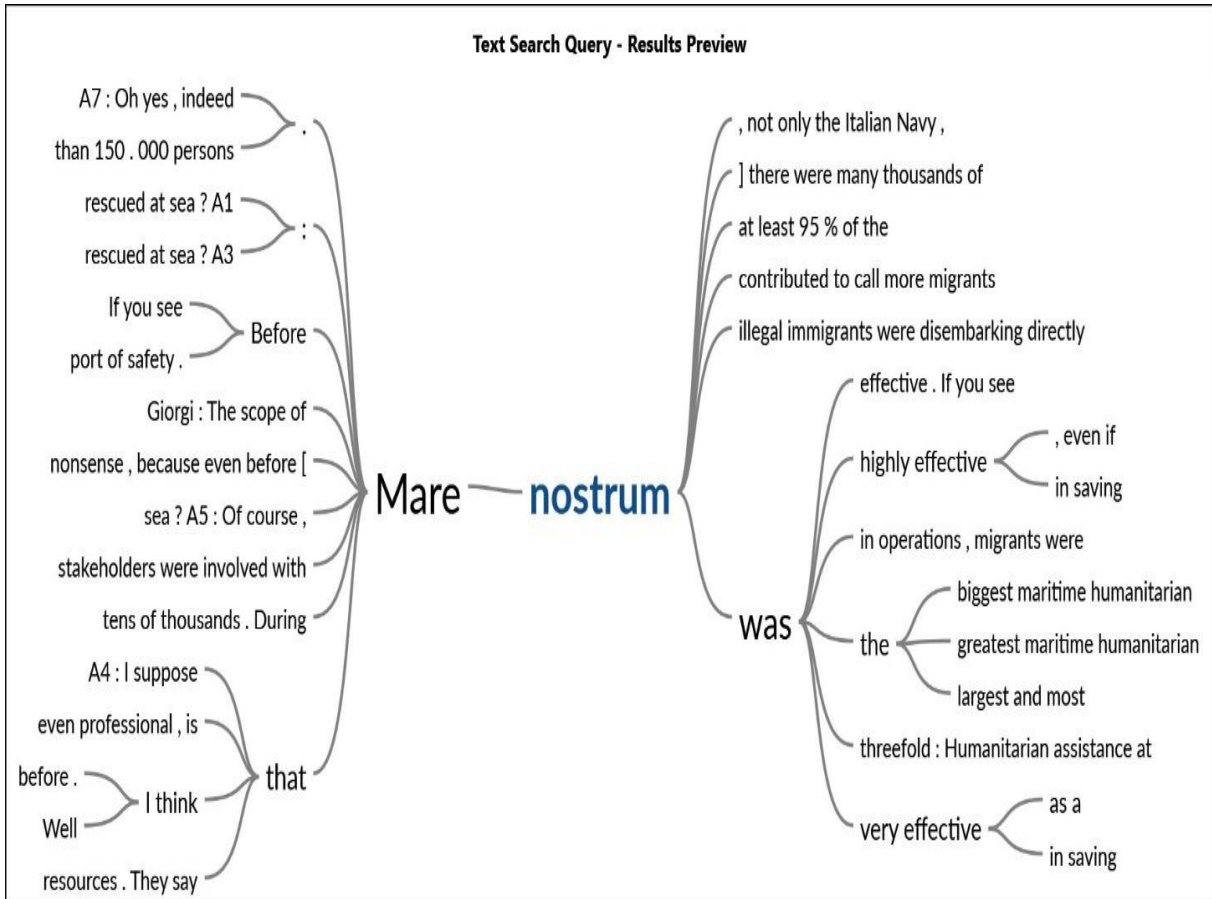 Text Search Query - Results Preview
A7 : Oh yes , indeed
than 150 . 000 persons
.
rescued at sea ? A1
rescued at sea ? A3
:
If you see
port of safety .
Before
Giorgi : The scope of
nonsense , because even before [
sea ? A5 : Of course ,
stakeholders were involved with
tens of thousands . During
A4 : I suppose
even professional , is
before .
Well
I think
resources . They say
that
Mare
nostrum
, not only the Italian Navy ,
] there were many thousands of
at least 95 % of the
contributed to call more migrants
illegal immigrants were disembarking directly
was
effective . If you see
highly effective
, even if
in saving
in operations , migrants were
the
biggest maritime humanitarian
greatest maritime humanitarian
largest and most
threefold : Humanitarian assistance at
very effective
as a
in saving